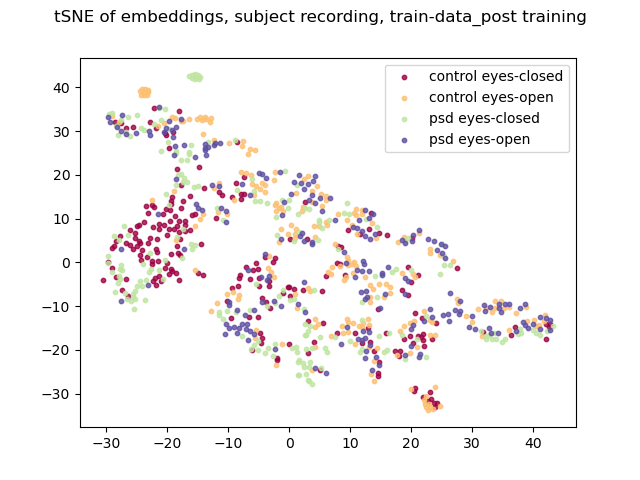 tSNE of embeddings, subject recording, train-data_post training
control eyes-closed
control eyes-open
psd eyes-closed
psd eyes-open
40
30
20
10
0
−10
−20
−30
−30 −20 −10 0 10 20 30 40